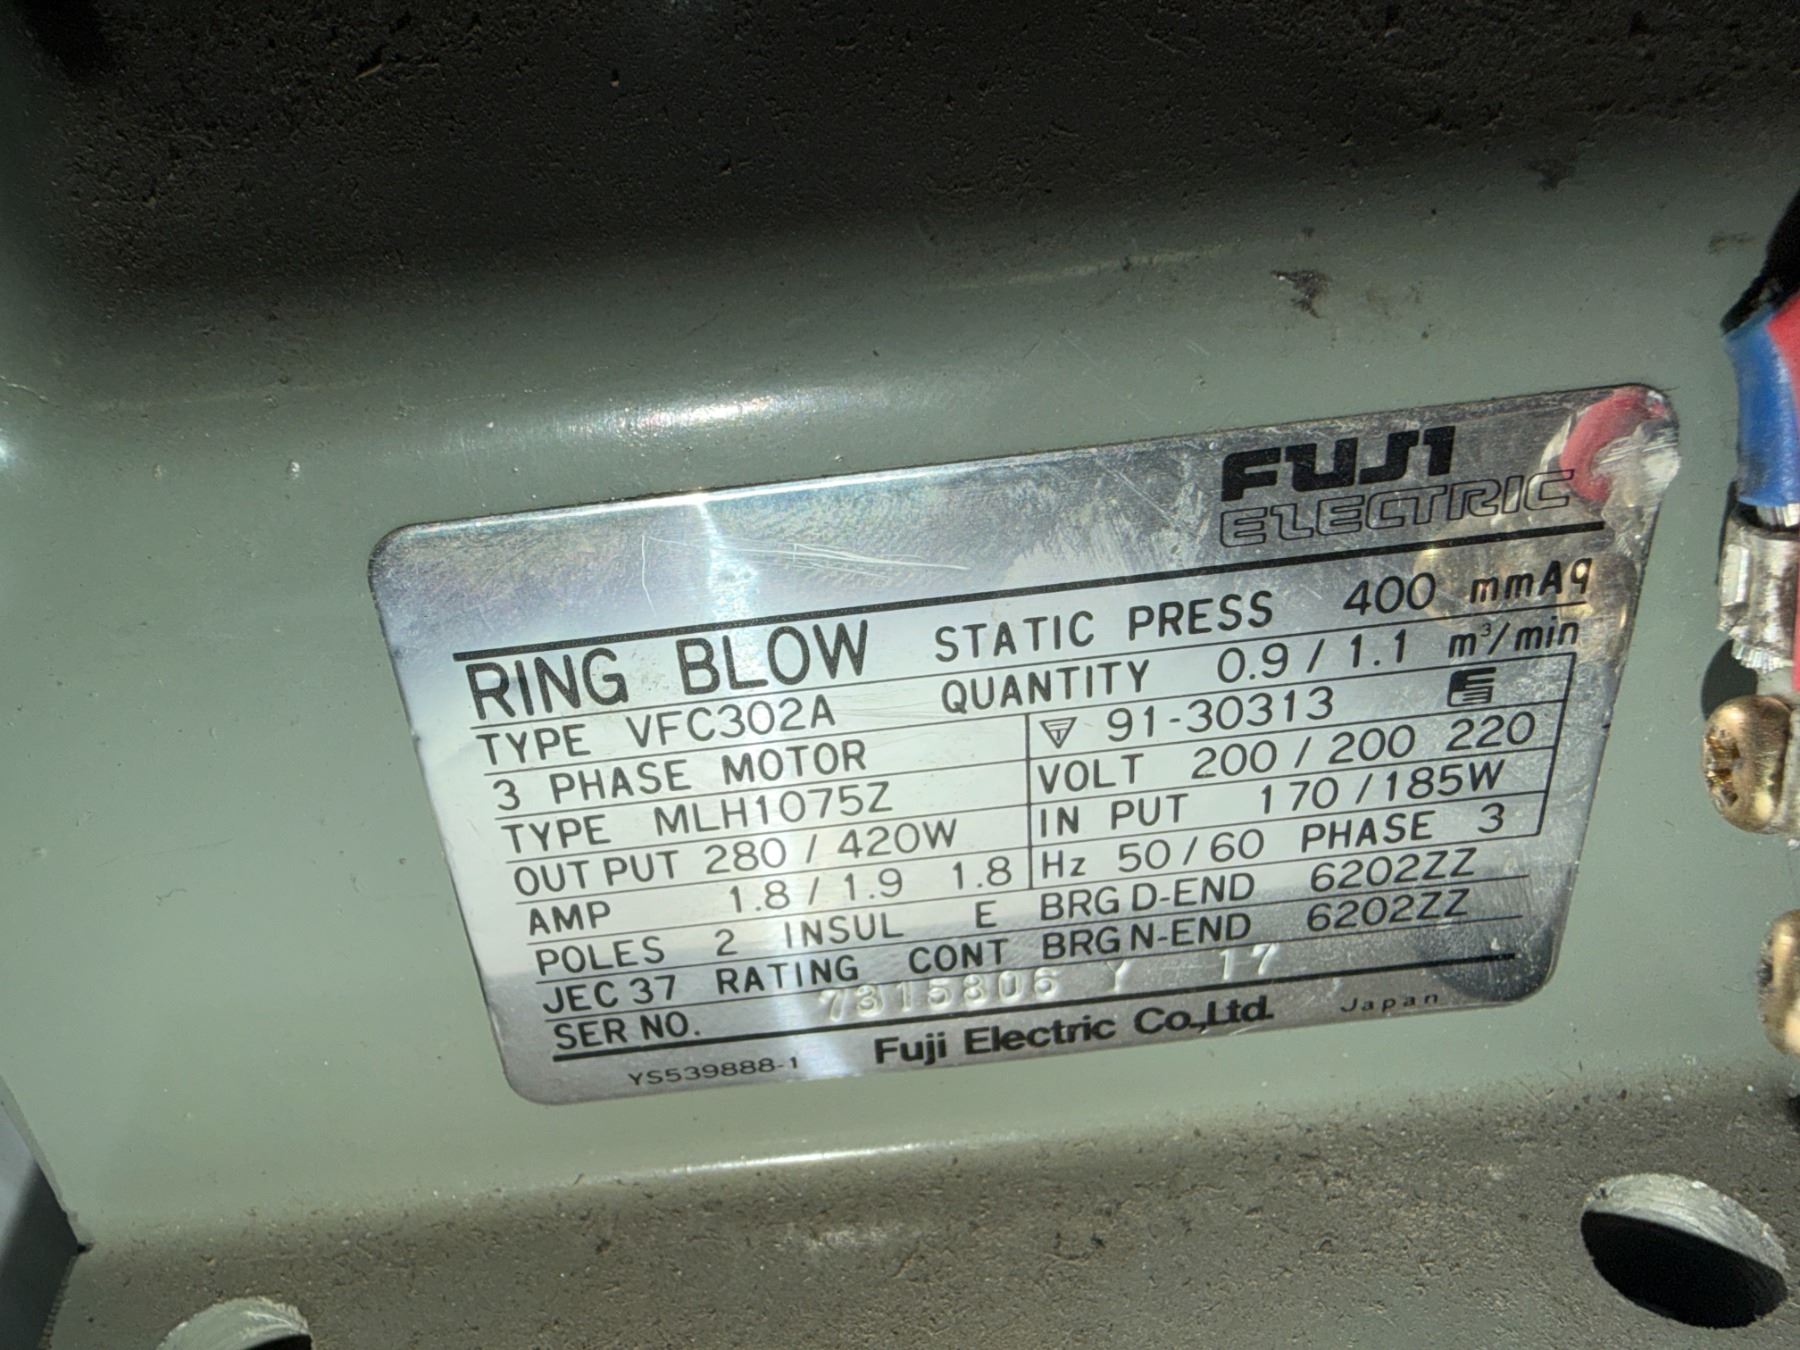 FUJI
ELECTRIC
RING BLOW STATIC PRESS 400 mmAq
TYPE VFC302A QUANTITY 0.9 / 1.1 m³/min
3 PHASE MOTOR 91-30313
TYPE MLH1075Z VOLT 200 / 200 220
OUT PUT 280 / 420W IN PUT 170 / 185W
AMP 1.8 / 1.9 1.8 Hz 50 / 60 PHASE 3
POLES 2 INSUL E BRG D-END 6202ZZ
JEC 37 RATING CONT BRG N-END 6202ZZ
SER NO. 7815806 Y 17
YS539888-1 Fuji Electric Co.,Ltd. Japan